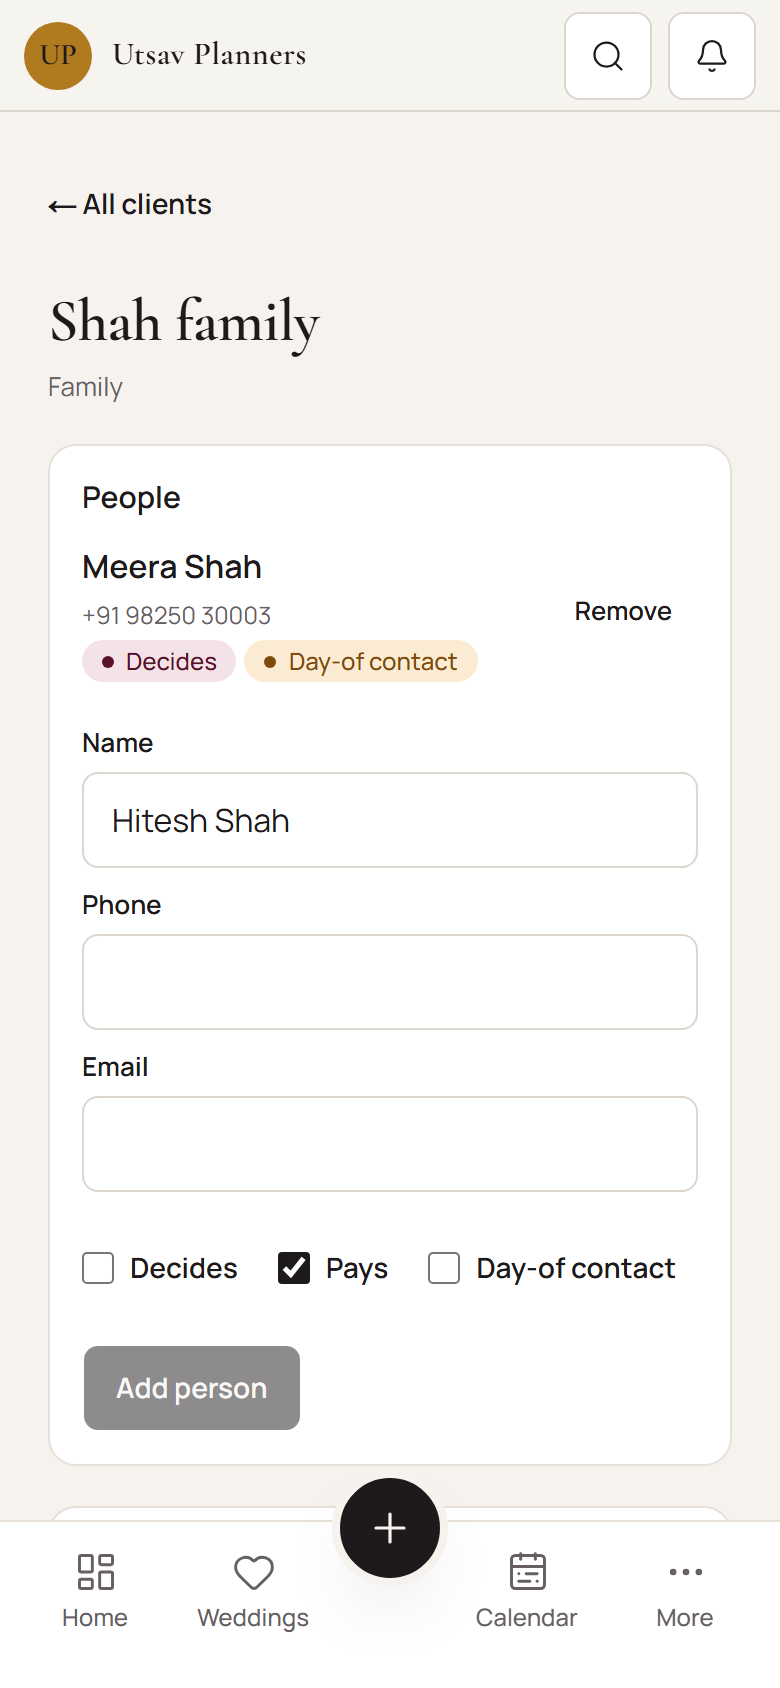 UP Utsav Planners
← All clients
Shah family
Family
People
Meera Shah
+91 98250 30003
Remove
Decides Day-of contact
Name
Hitesh Shah
Phone
Email
Decides Pays Day-of contact
Add person
Home Weddings Calendar More